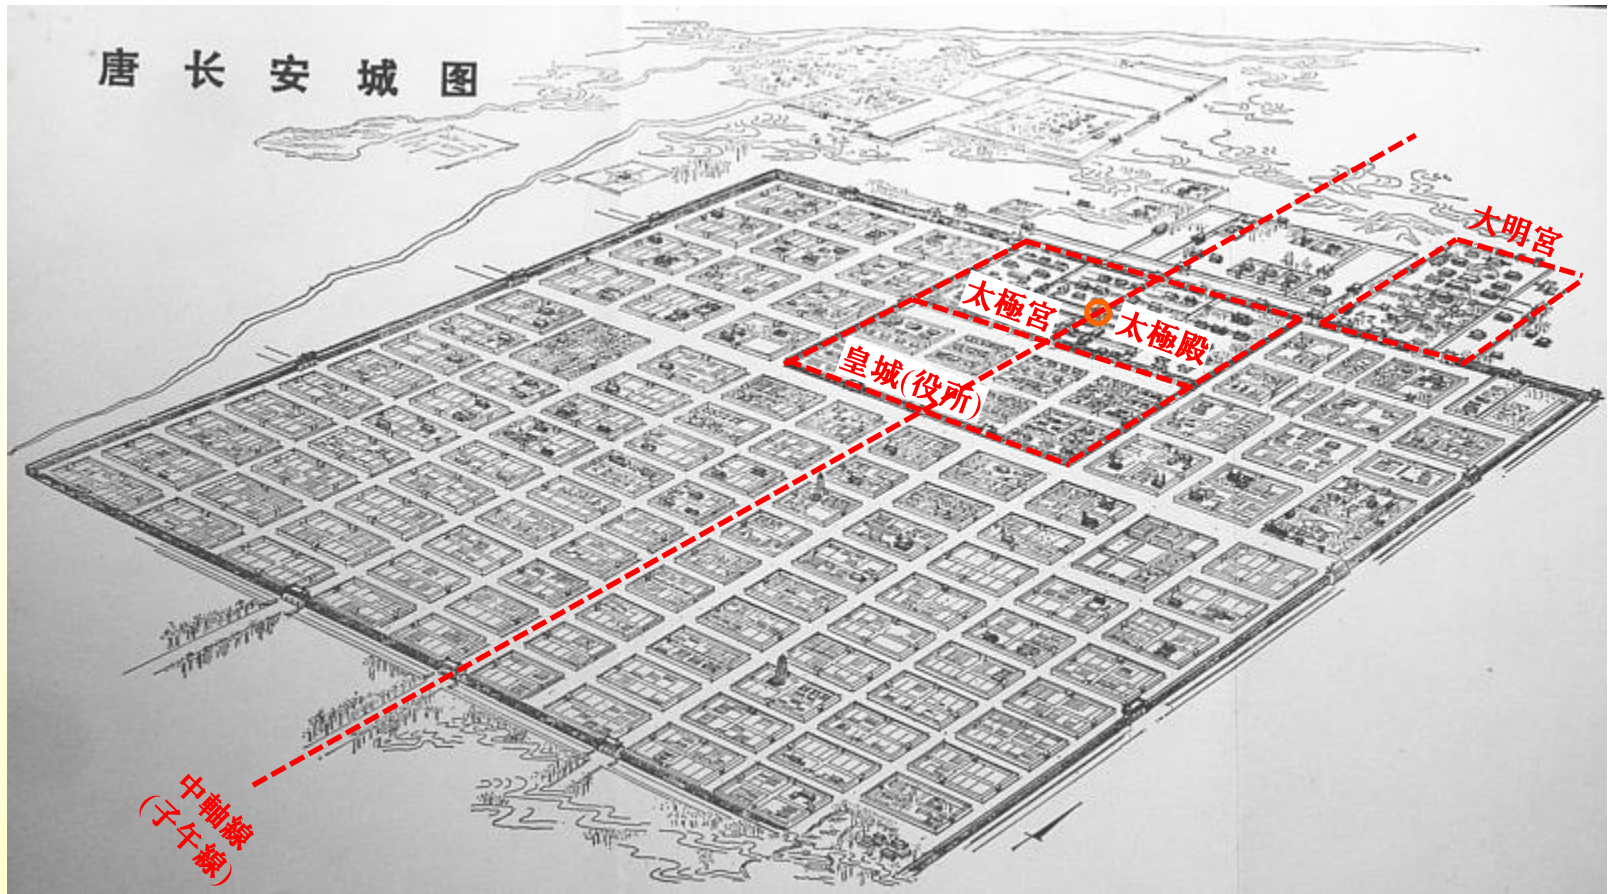 唐长安城图
大明宮
太極宮
太極殿
皇城(役所)
中軸線
(子午線)